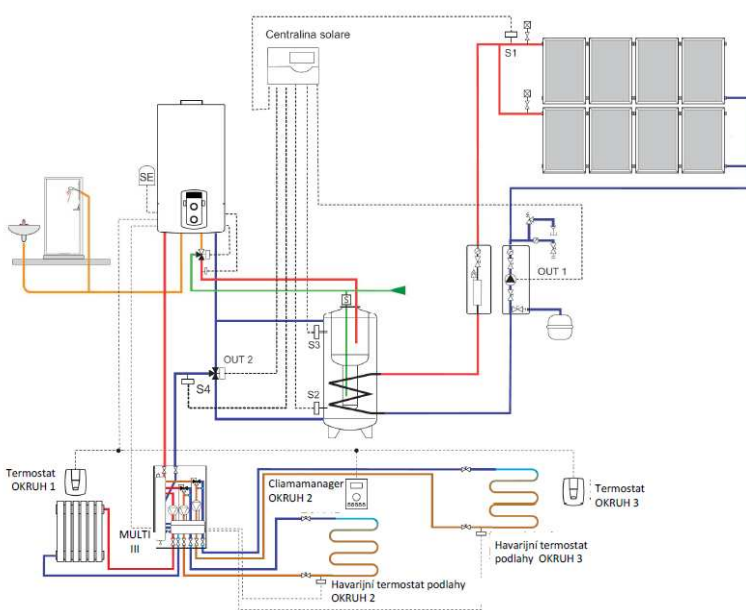 Centralina solare
S1
SE
OUT 1
S3
OUT 2
S4
S2
S
Termostat
OKRUH 1
Cliamamanager
OKRUH 2
Termostat
OKRUH 3
MULTI
III
Havarijní termostat
podlahy OKRUH 3
Havarijní termostat podlahy
OKRUH 2